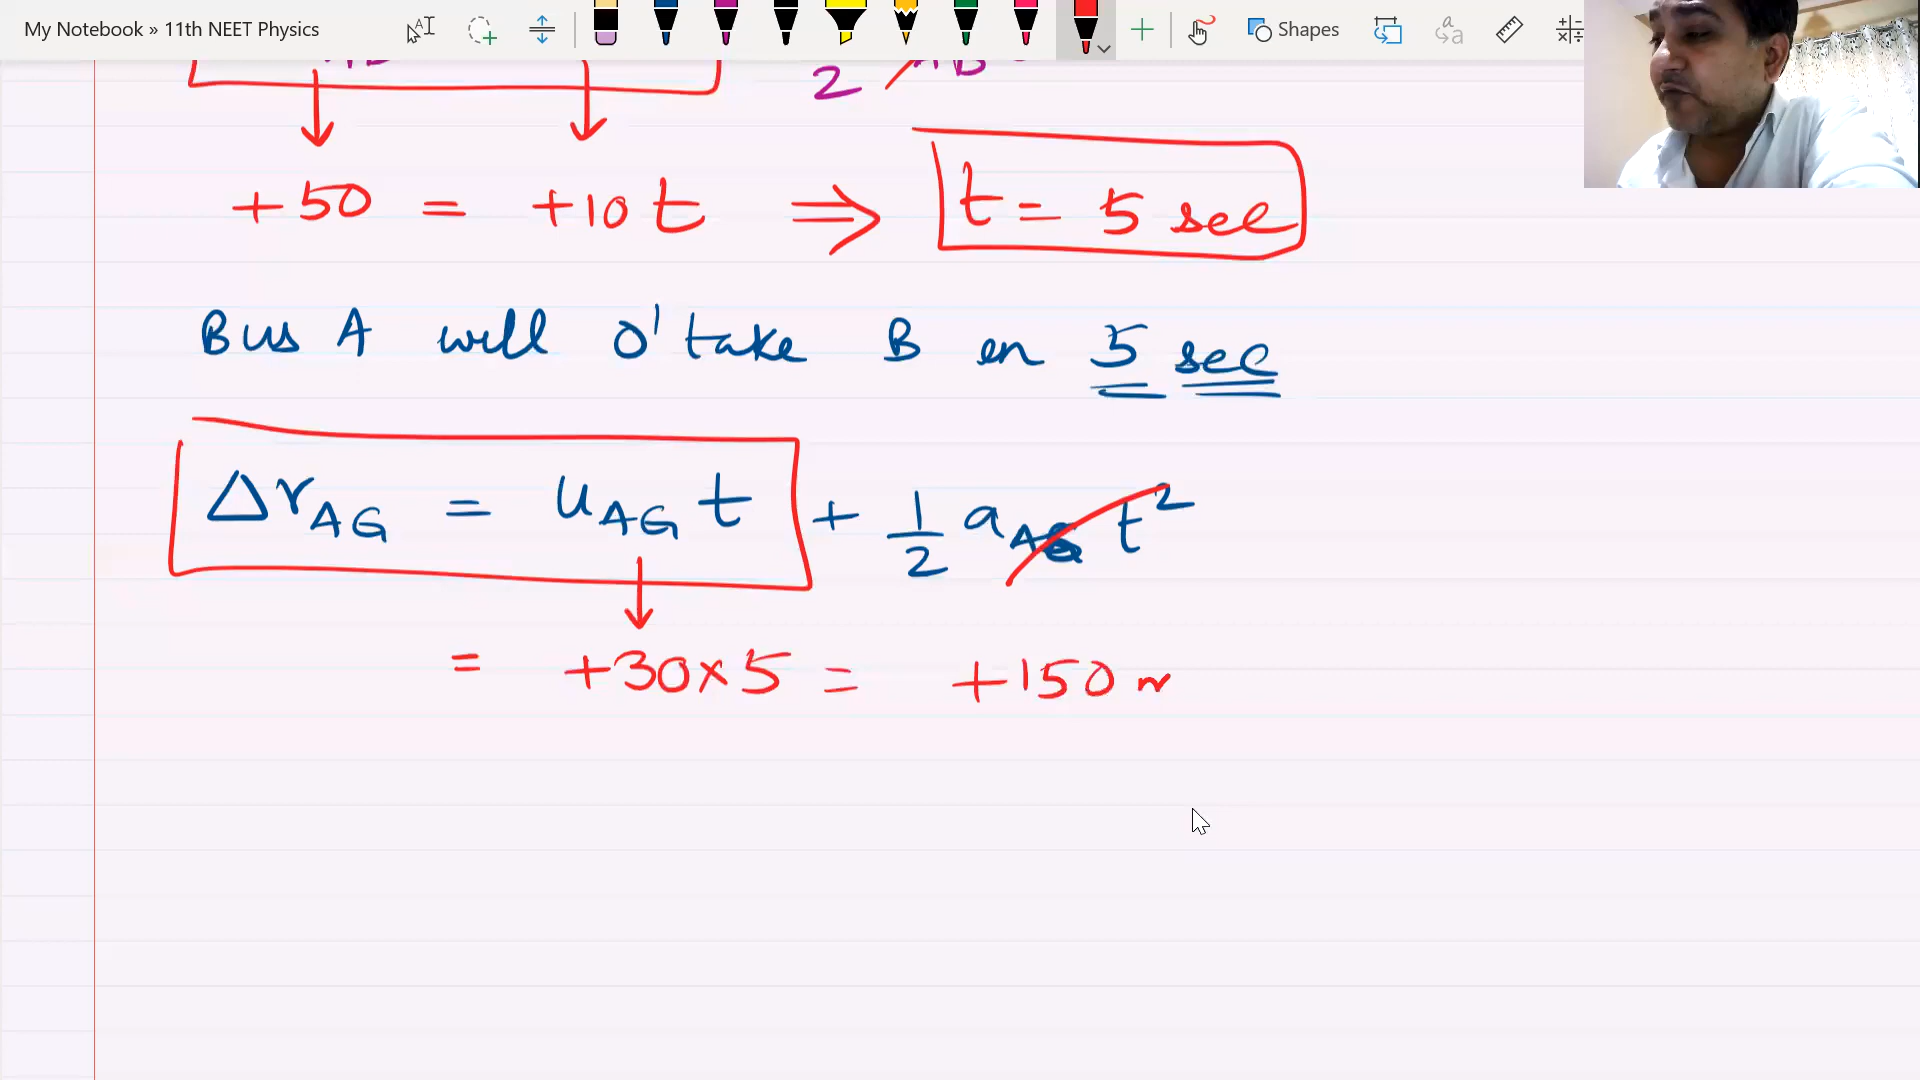 My Notebook » 11th NEET Physics
Shapes
2 AB
+50 = +10 t ⇒ t = 5 sec
Bus A will O'take B in 5 sec
Δr_AG = u_AG t + 1/2 a_AG t²
= +30×5 = +150 m